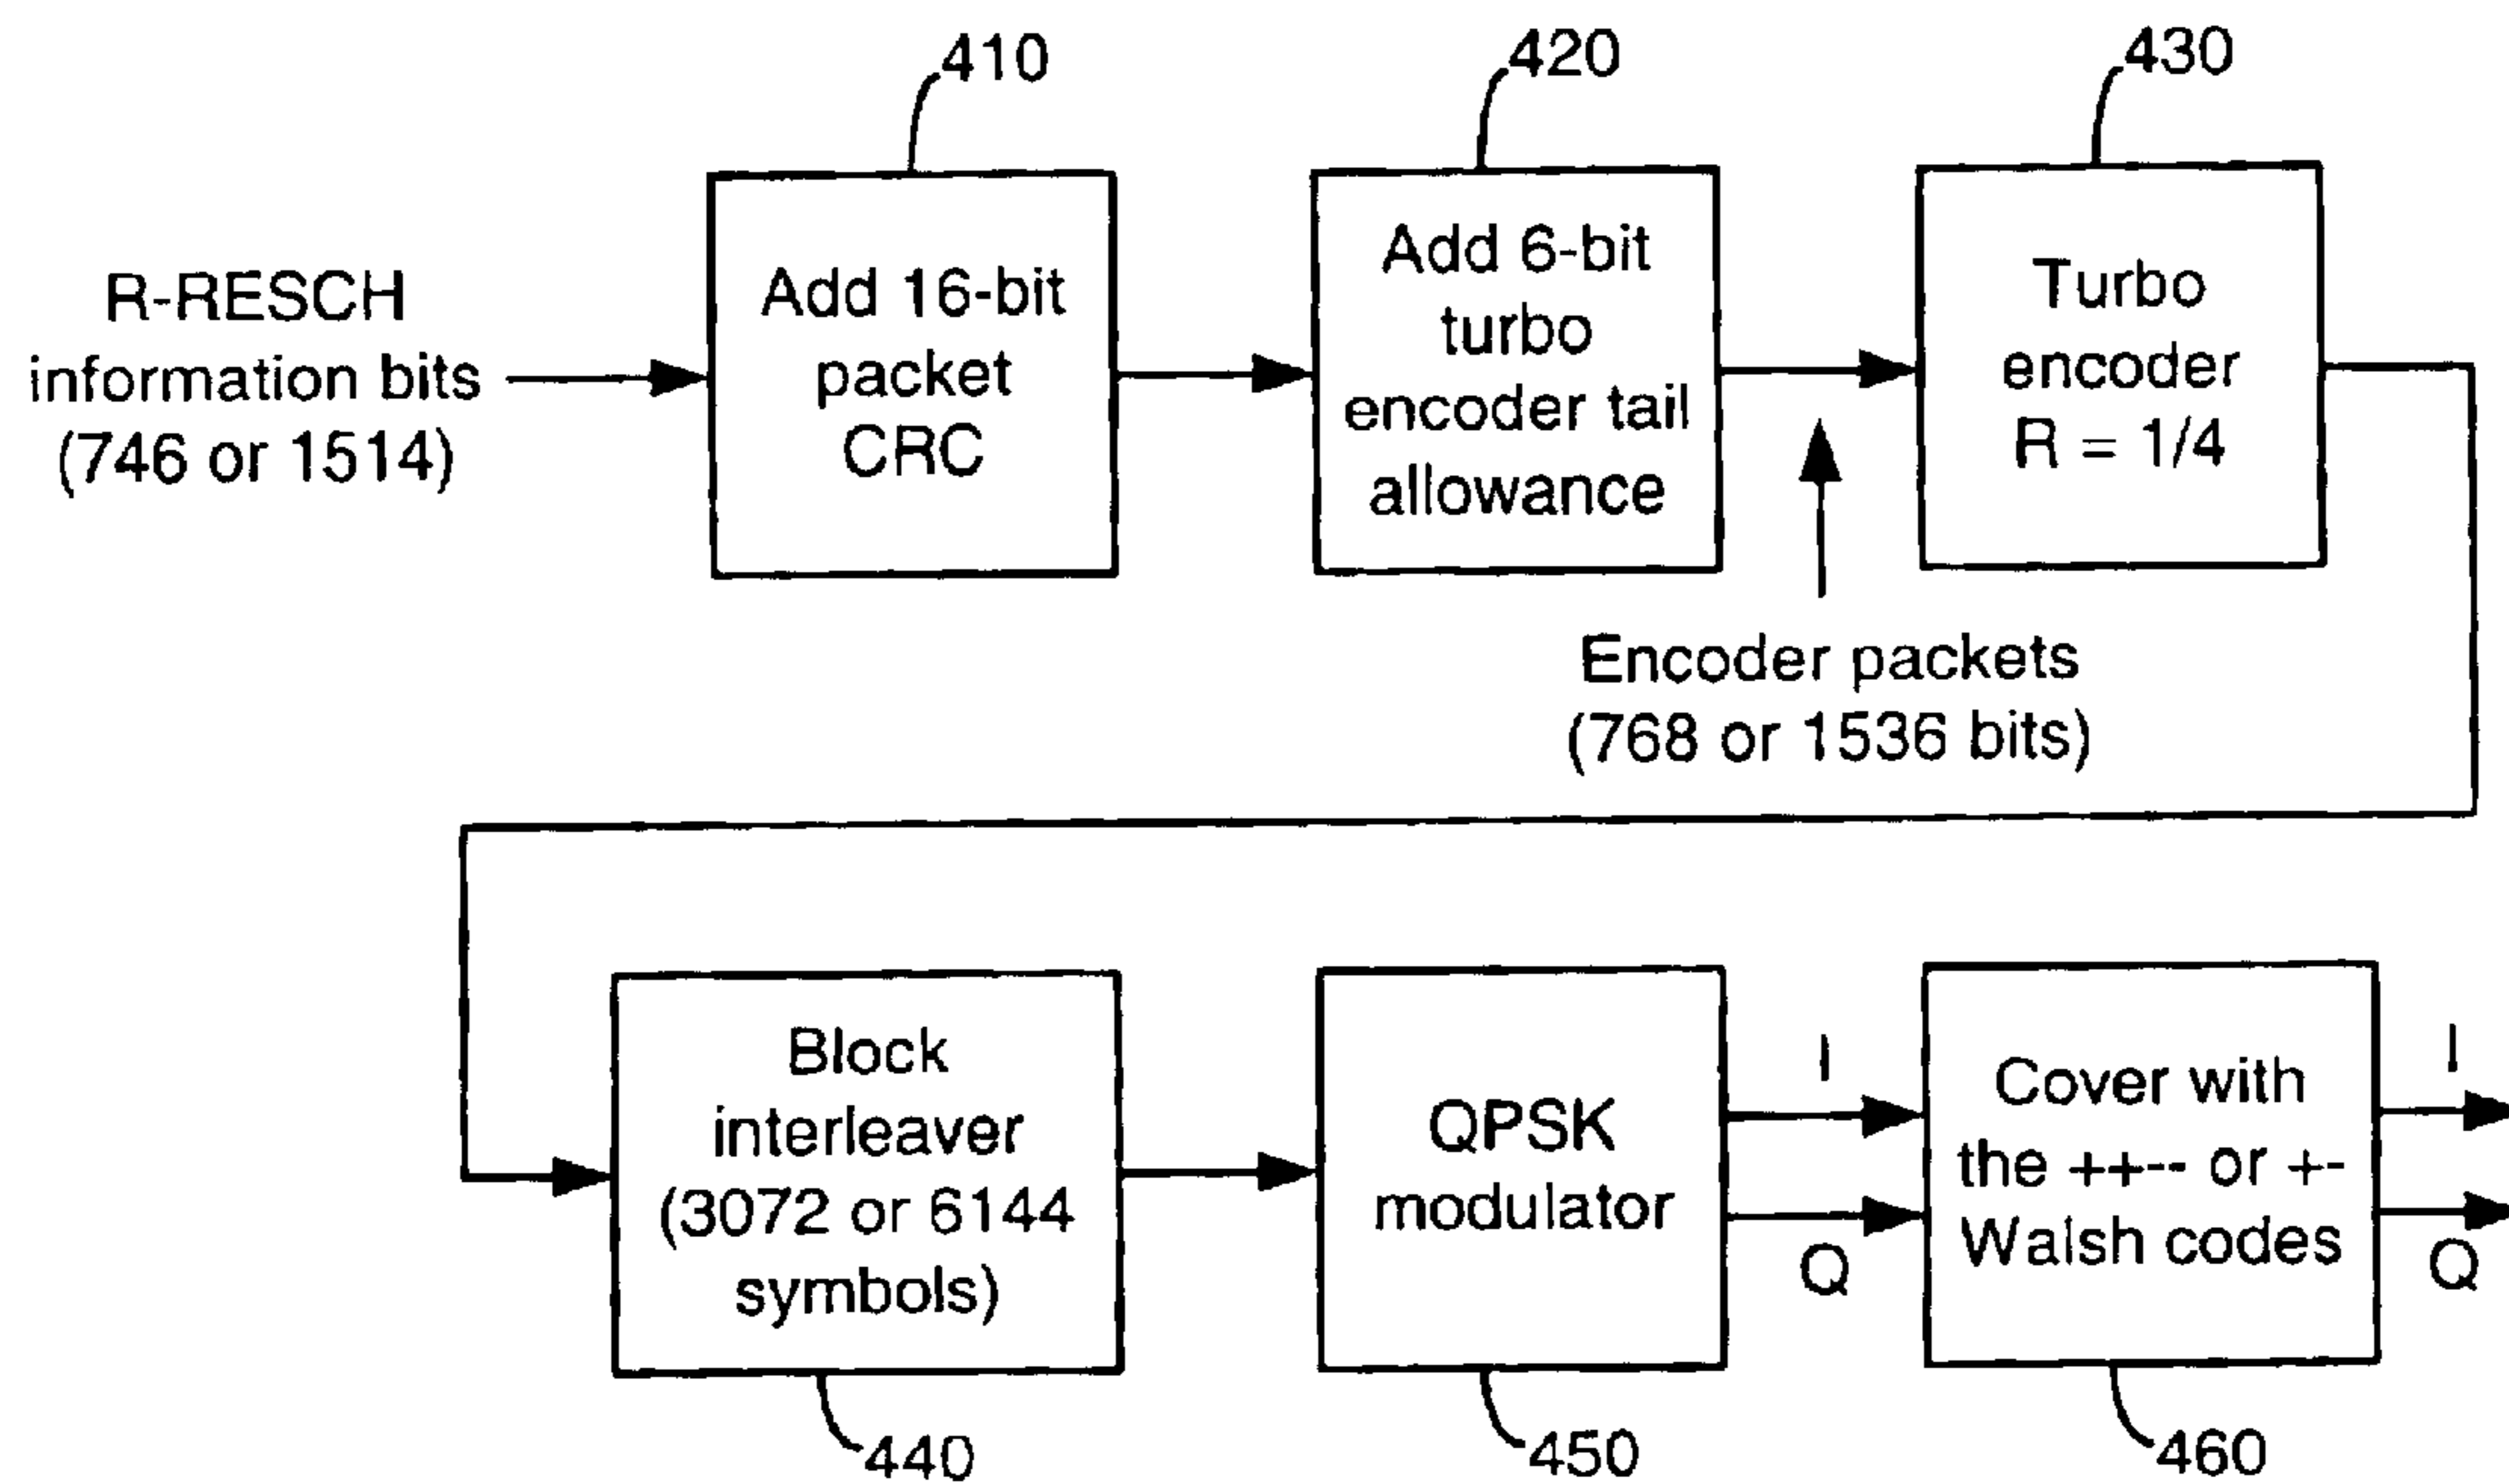 410
420
430
R-RESCH
information bits
(746 or 1514)
Add 16-bit
packet
CRC
Add 6-bit
turbo
encoder tail
allowance
Turbo
encoder
R = 1/4
Encoder packets
(768 or 1536 bits)
Block
interleaver
(3072 or 6144
symbols)
QPSK
modulator
I
Q
Cover with
the ++-- or +-
Walsh codes
I
Q
440
450
460